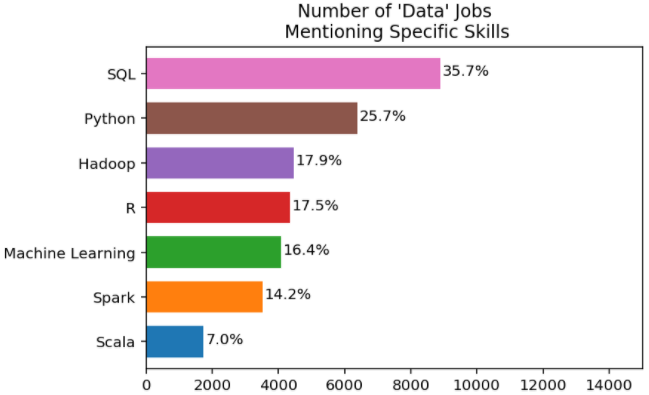 Number of 'Data' Jobs
Mentioning Specific Skills
SQL 35.7%
Python 25.7%
Hadoop 17.9%
R 17.5%
Machine Learning 16.4%
Spark 14.2%
Scala 7.0%
0 2000 4000 6000 8000 10000 12000 14000